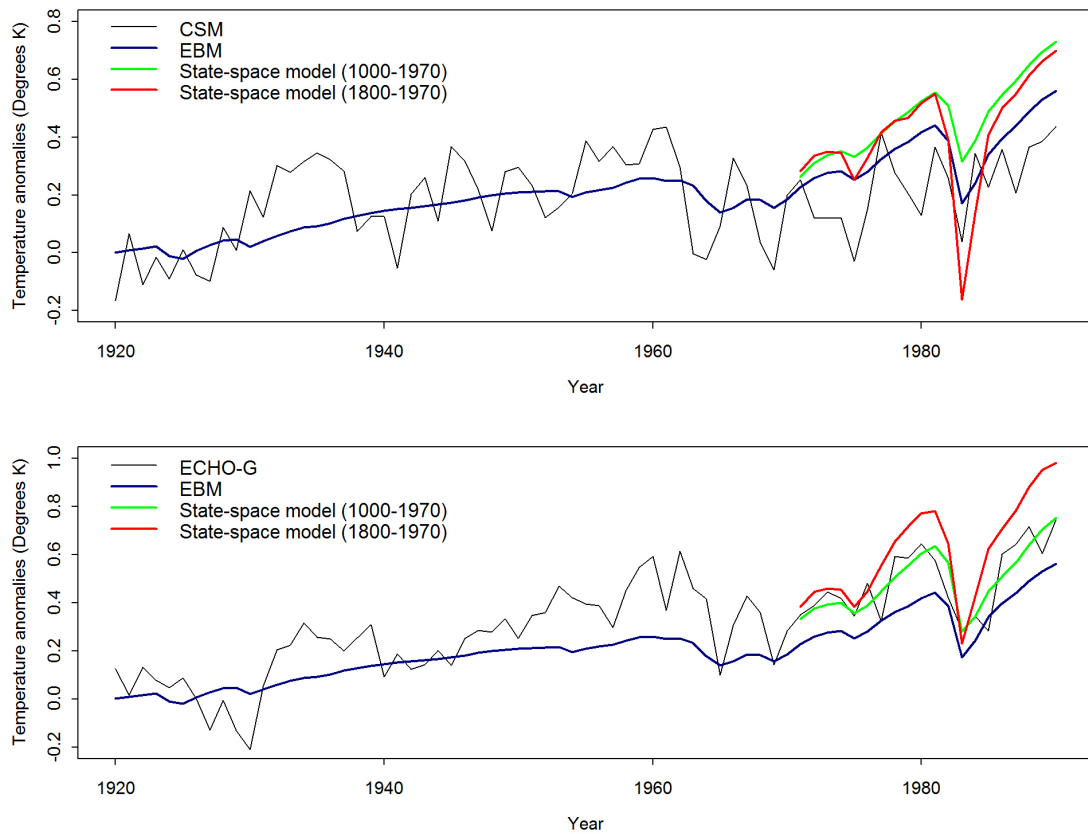 Temperature anomalies (Degrees K)
0.8
0.6
0.4
0.2
0.0
-0.2
CSM
EBM
State-space model (1000-1970)
State-space model (1800-1970)
1920
1940
1960
1980
Year
Temperature anomalies (Degrees K)
1.0
0.8
0.6
0.4
0.2
0.0
-0.2
ECHO-G
EBM
State-space model (1000-1970)
State-space model (1800-1970)
1920
1940
1960
1980
Year